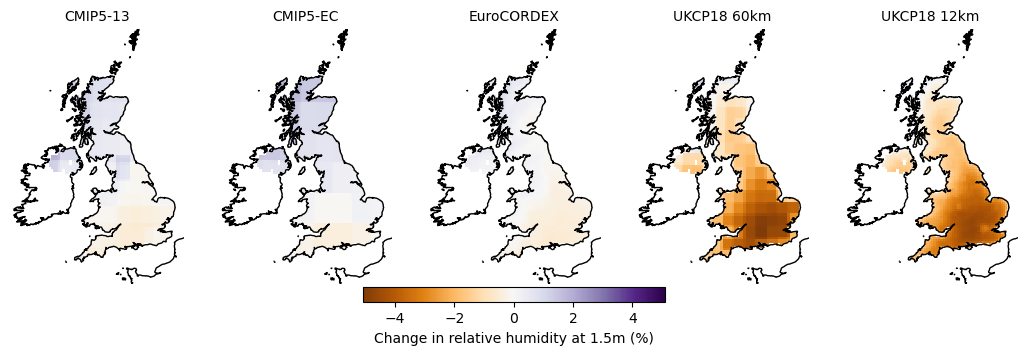 CMIP5-13 CMIP5-EC EuroCORDEX UKCP18 60km UKCP18 12km
−4 −2 0 2 4
Change in relative humidity at 1.5m (%)